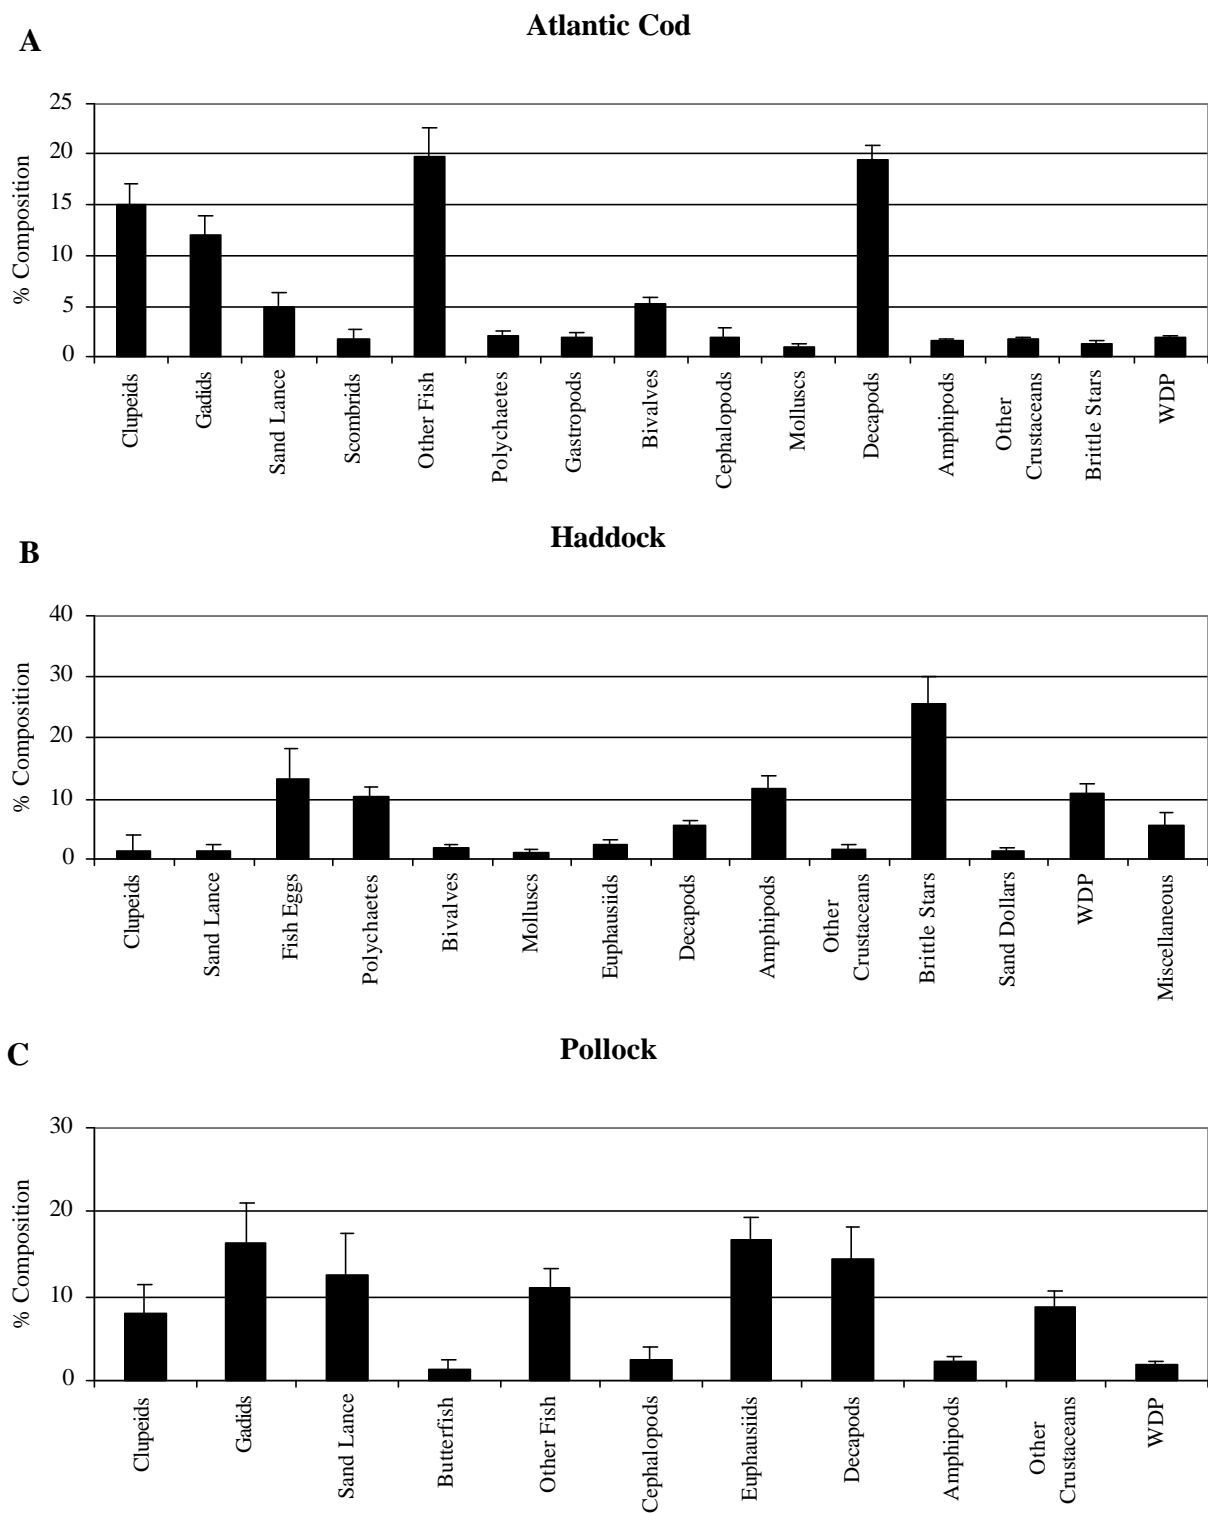 A
Atlantic Cod
% Composition
25
20
15
10
5
0
Clupeids
Gadids
Sand Lance
Scombrids
Other Fish
Polychaetes
Gastropods
Bivalves
Cephalopods
Molluscs
Decapods
Amphipods
Other
Crustaceans
Brittle Stars
WDP
B
Haddock
% Composition
40
30
20
10
0
Clupeids
Sand Lance
Fish Eggs
Polychaetes
Bivalves
Molluscs
Euphausiids
Decapods
Amphipods
Other
Crustaceans
Brittle Stars
Sand Dollars
WDP
Miscellaneous
C
Pollock
% Composition
30
20
10
0
Clupeids
Gadids
Sand Lance
Butterfish
Other Fish
Cephalopods
Euphausiids
Decapods
Amphipods
Other
Crustaceans
WDP